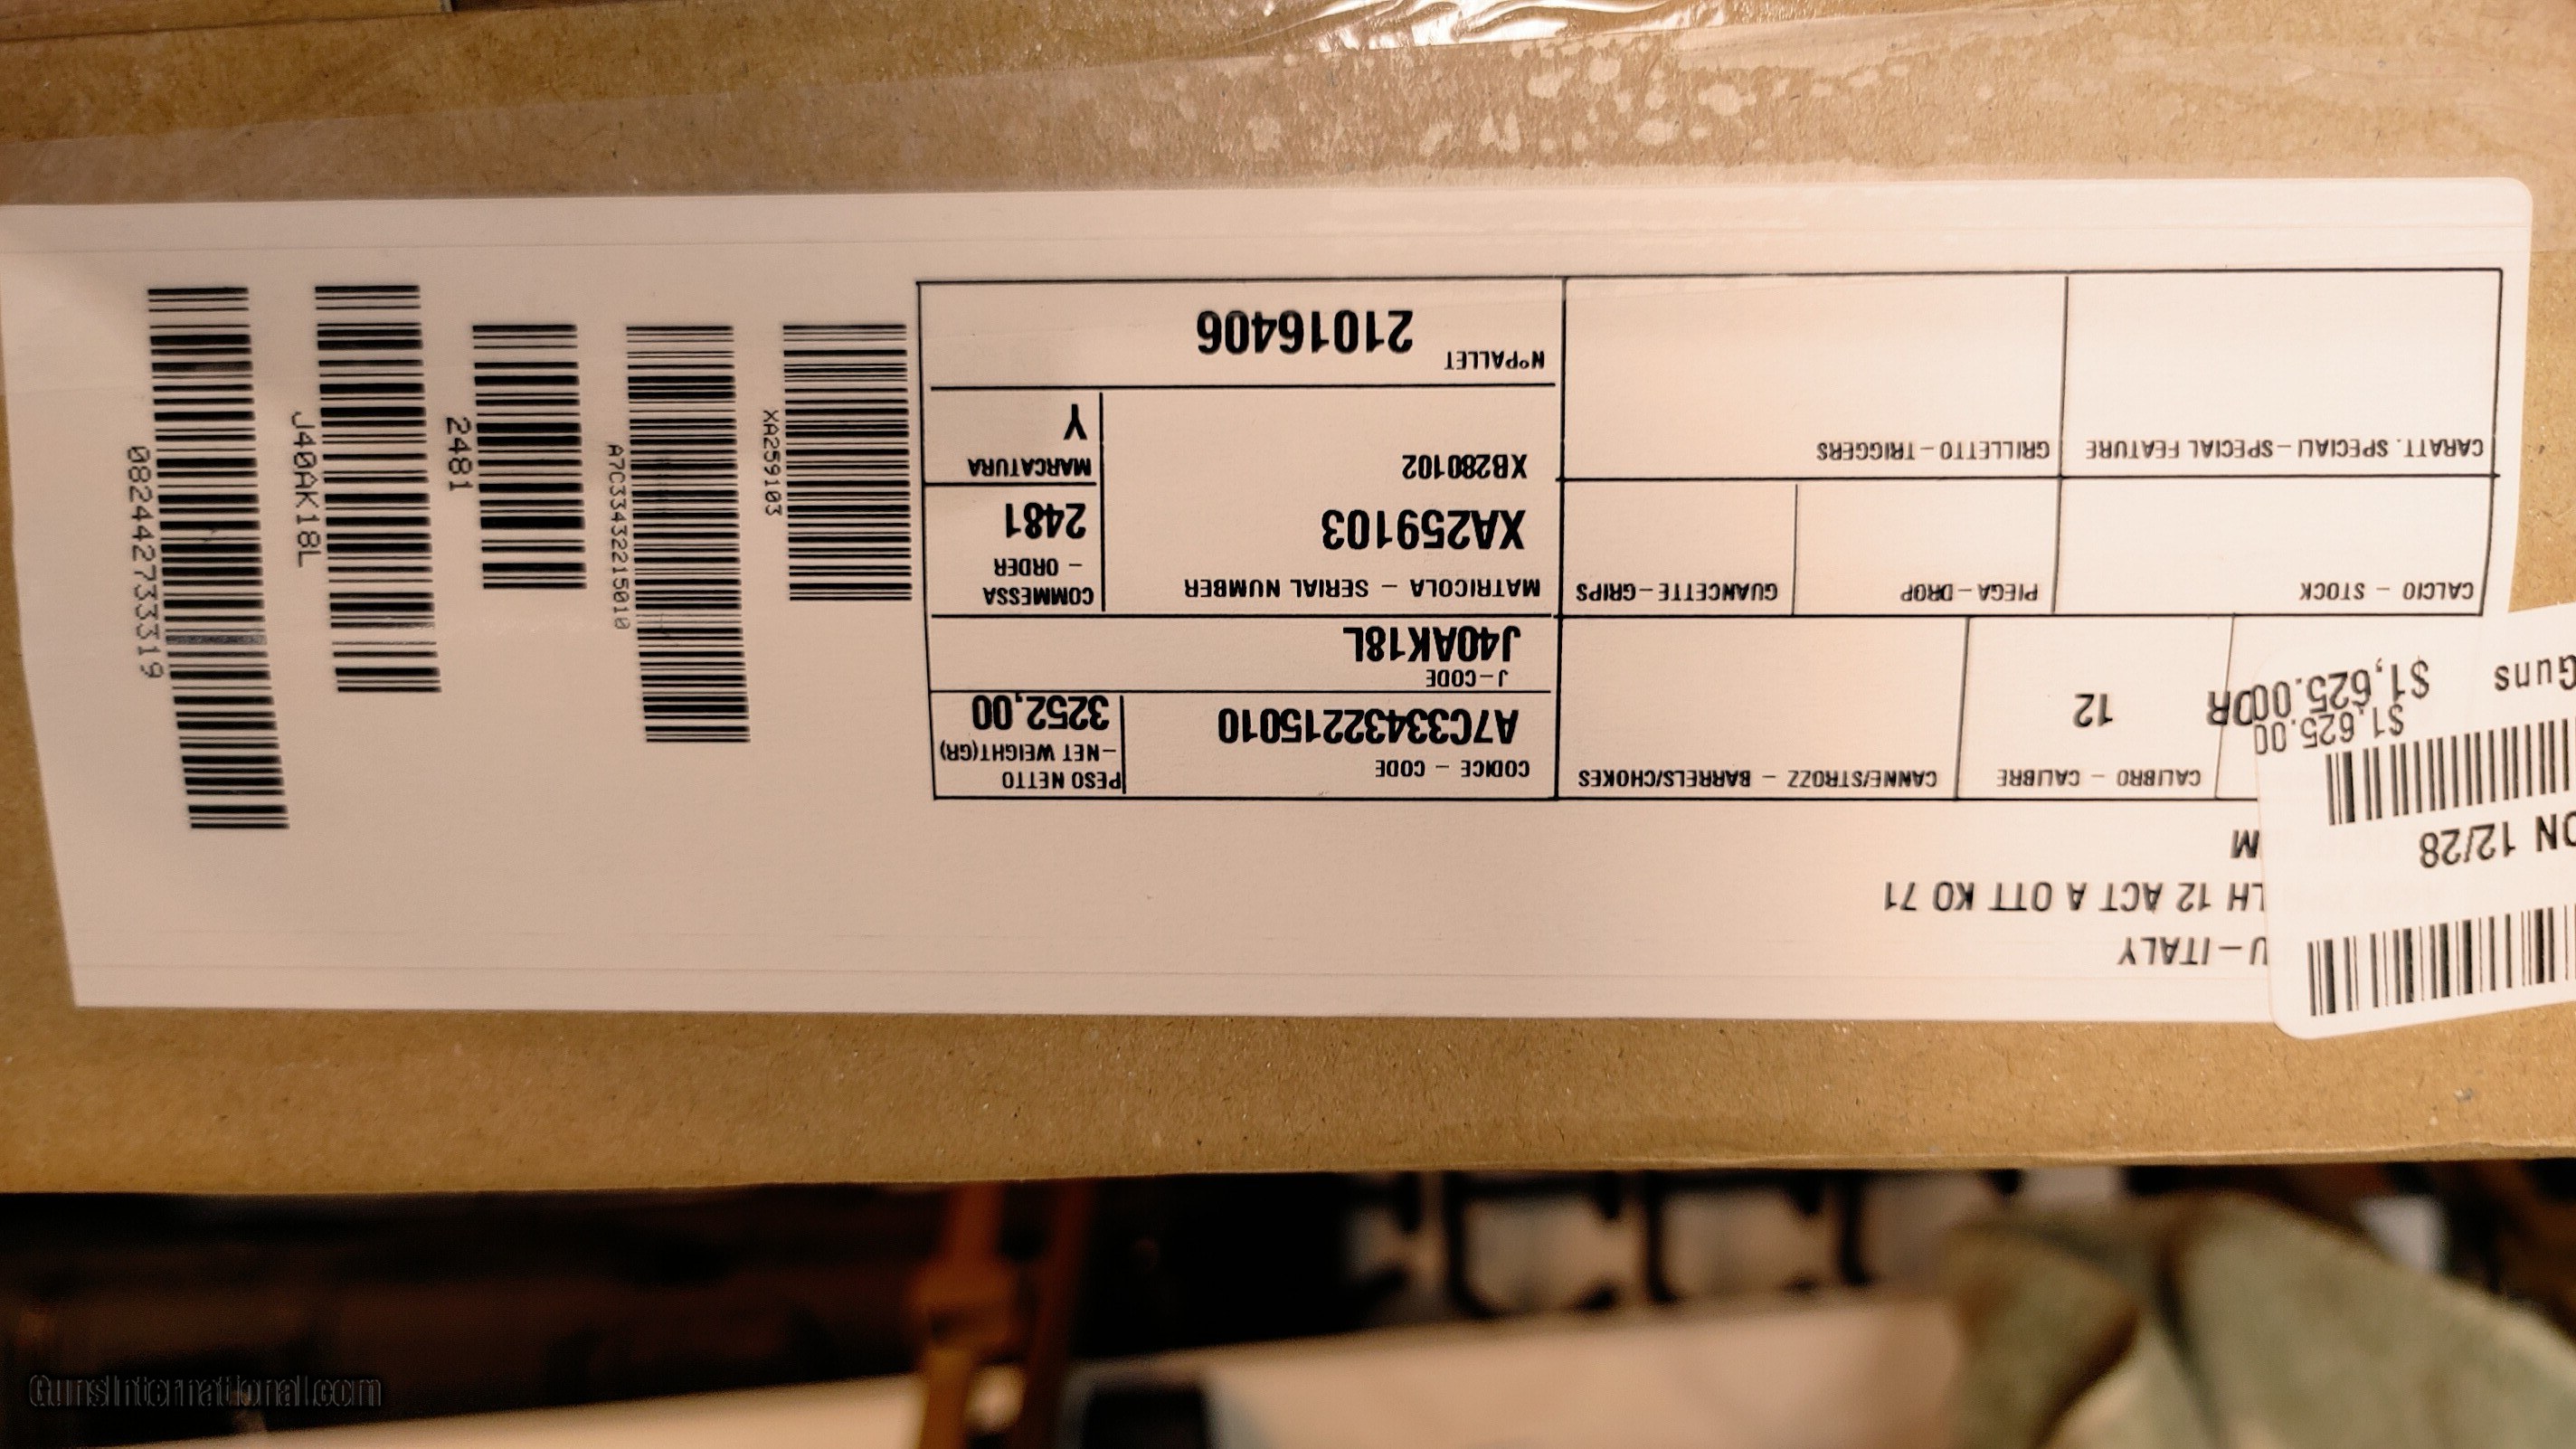 U-ITALY
LH 12 ACT A OTT KO 71
M
CALIBRO - CALIBRE
12
CANNE/STROZZ - BARRELS/CHOKES
CODICE - CODE
A7C33432215010
PESO NETTO
-NET WEIGHT(GR)
3252,00
J-CODE
J40AK18L
CALCIO - STOCK
PIEGA-DROP
GUANCETTE-GRIPS
MATRICOLA - SERIAL NUMBER
XA259103
XB280102
COMMESSA
- ORDER
2481
MARCATURA
Y
CARATT. SPECIALI-SPECIAL FEATURE
GRILLETTO-TRIGGERS
N°PALLET
21016406
XA259103
A7C33432215010
2481
J40AK18L
082442733319
ON 12/28
$1,625.00
$1,625.00DR
Guns
GunsInternational.com